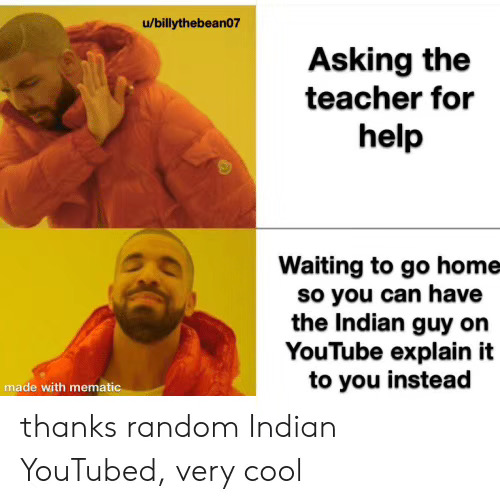 u/billythebean07
Asking the
teacher for
help
Waiting to go home
so you can have
the Indian guy on
YouTube explain it
to you instead
made with mematic
thanks random Indian
YouTubed, very cool